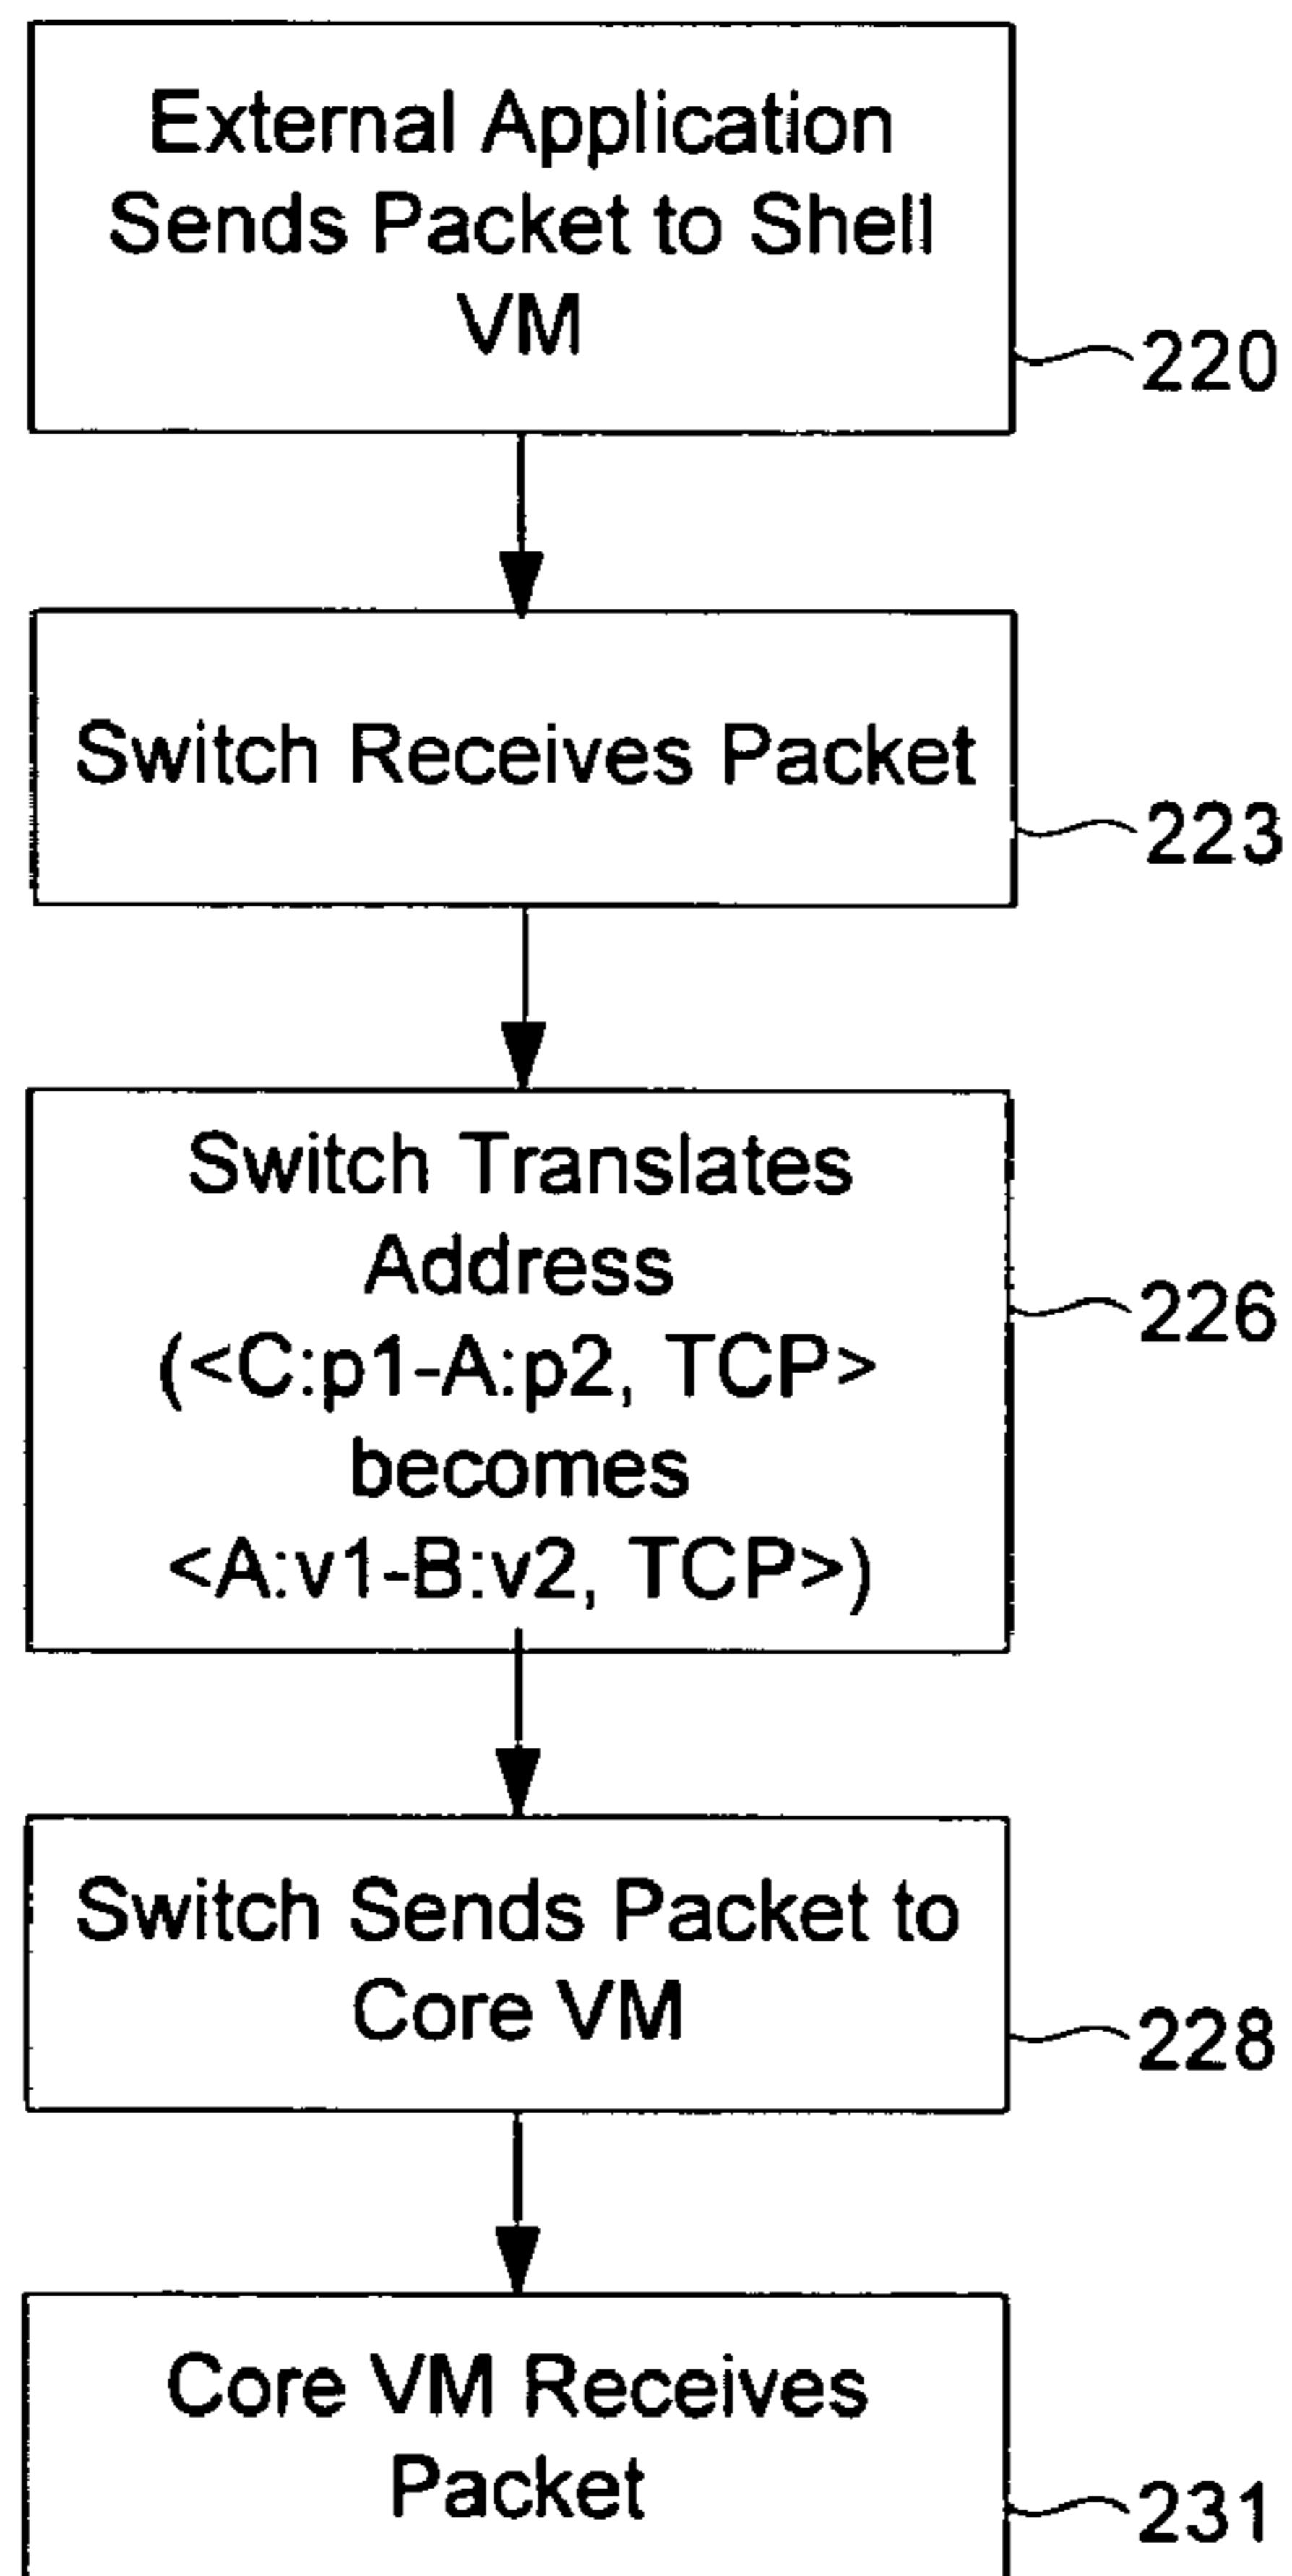 External Application
Sends Packet to Shell
VM
220
Switch Receives Packet
223
Switch Translates
Address
(<C:p1-A:p2, TCP>
becomes
<A:v1-B:v2, TCP>)
226
Switch Sends Packet to
Core VM
228
Core VM Receives
Packet
231